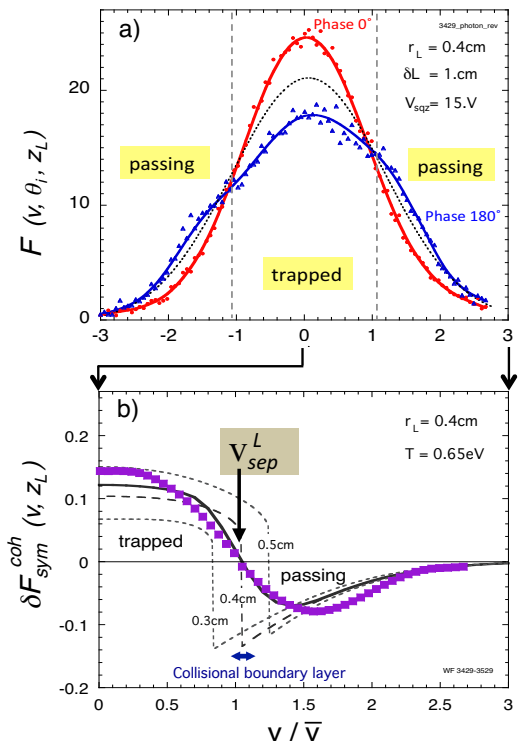 a)
Phase 0°
3429_photon_rev
r_L = 0.4cm
δL = 1.cm
V_sqz = 15.V
passing
passing
Phase 180°
trapped
F (v, θ_i, z_L)
20
10
0
-3 -2 -1 0 1 2 3
b)
r_L = 0.4cm
T = 0.65eV
V_sep^L
trapped
0.5cm
passing
0.4cm
0.3cm
Collisional boundary layer
WF 3429-3529
δF_sym^coh (v, z_L)
0.2
0.1
0
-0.1
-0.2
0 0.5 1 1.5 2 2.5 3
v / v̅